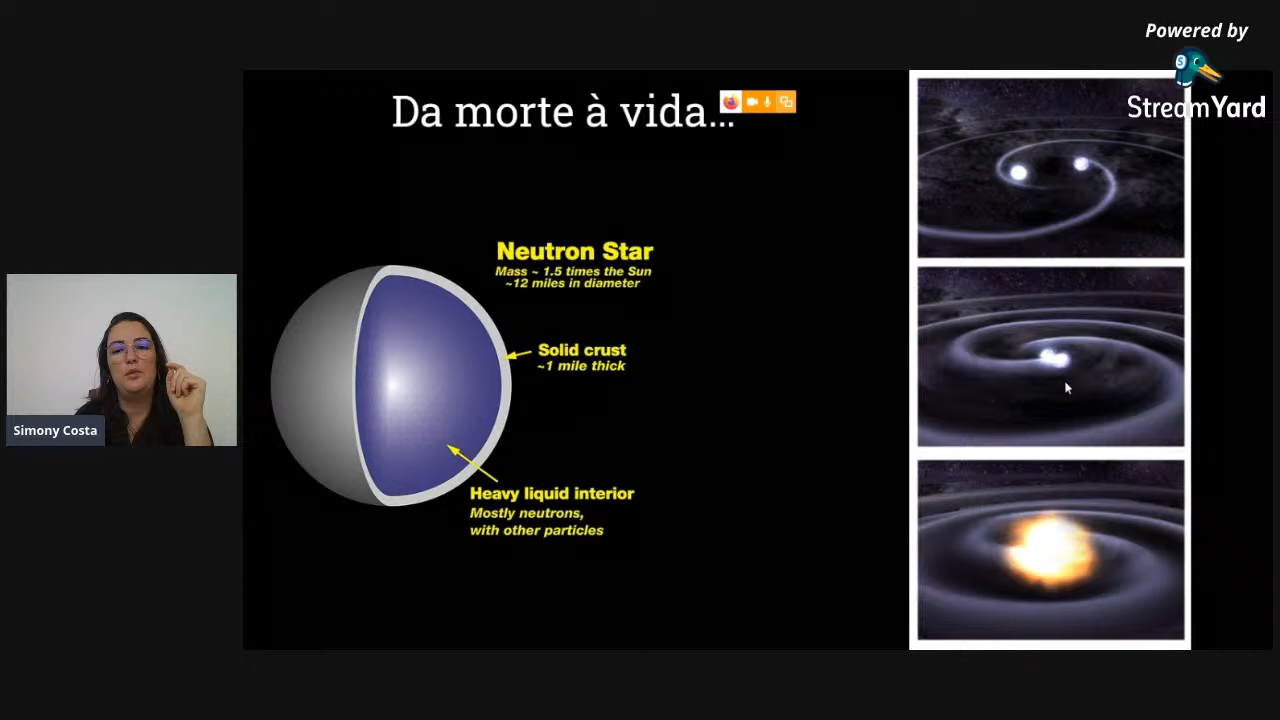 Powered by
StreamYard
Da morte à vida...
Neutron Star
Mass ~ 1.5 times the Sun
~12 miles in diameter
Solid crust
~1 mile thick
Heavy liquid interior
Mostly neutrons,
with other particles
Simony Costa